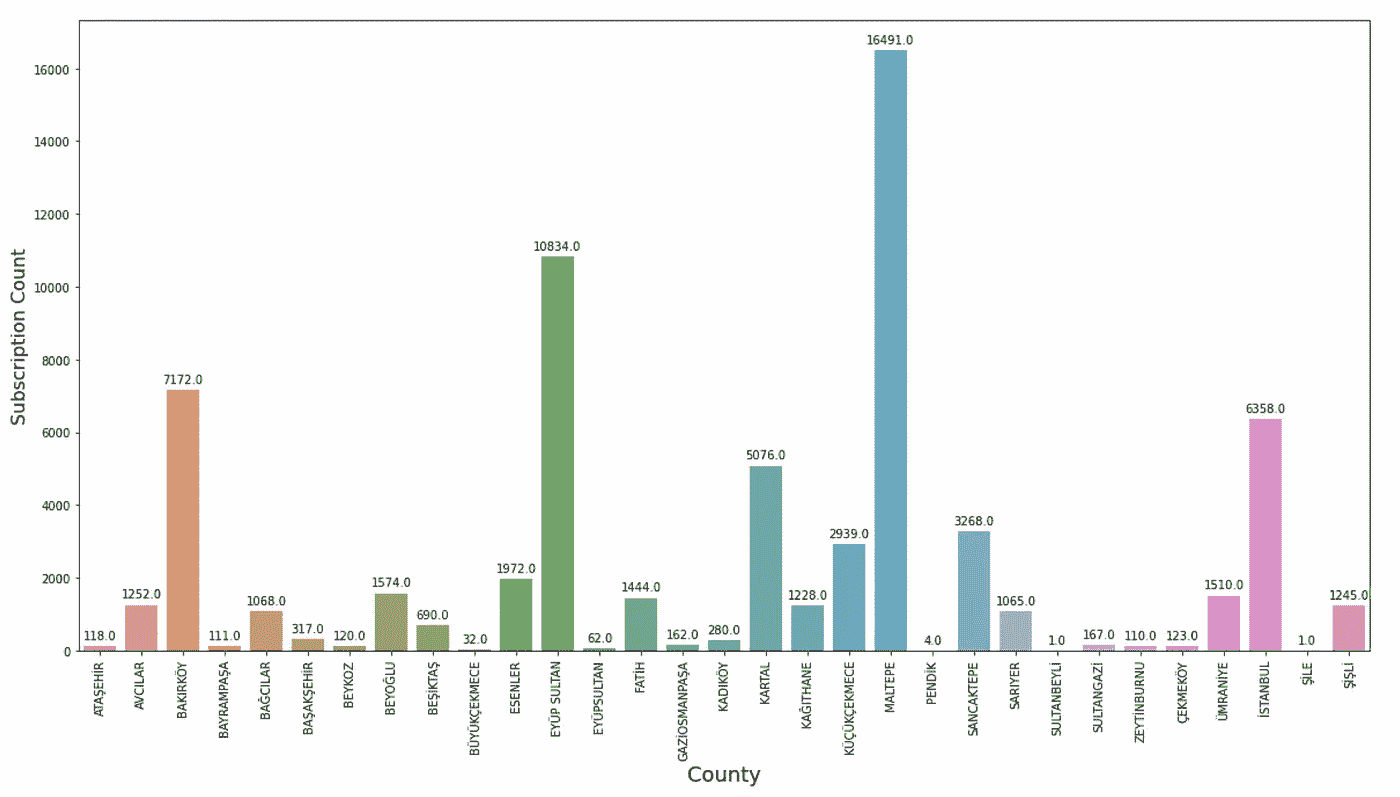 Subscription Count
16000
14000
12000
10000
8000
6000
4000
2000
0
118.0
1252.0
7172.0
111.0
1068.0
317.0
120.0
1574.0
690.0
32.0
1972.0
10834.0
62.0
1444.0
162.0
280.0
5076.0
1228.0
2939.0
16491.0
4.0
3268.0
1065.0
1.0
167.0
110.0
123.0
1510.0
6358.0
1.0
1245.0
ATAŞEHİR
AVCILAR
BAKIRKÖY
BAYRAMPAŞA
BAĞCILAR
BAŞAKŞEHİR
BEYKOZ
BEYOĞLU
BEŞİKTAŞ
BÜYÜKÇEKMECE
ESENLER
EYÜP SULTAN
EYÜPSULTAN
FATİH
GAZİOSMANPAŞA
KADIKÖY
KARTAL
KAĞITHANE
KÜÇÜKÇEKMECE
MALTEPE
PENDİK
SANCAKTEPE
SARIYER
SULTANBEYLİ
SULTANGAZİ
ZEYTİNBURNU
ÇEKMEKÖY
ÜMRANİYE
İSTANBUL
ŞİLE
ŞİŞLİ
County